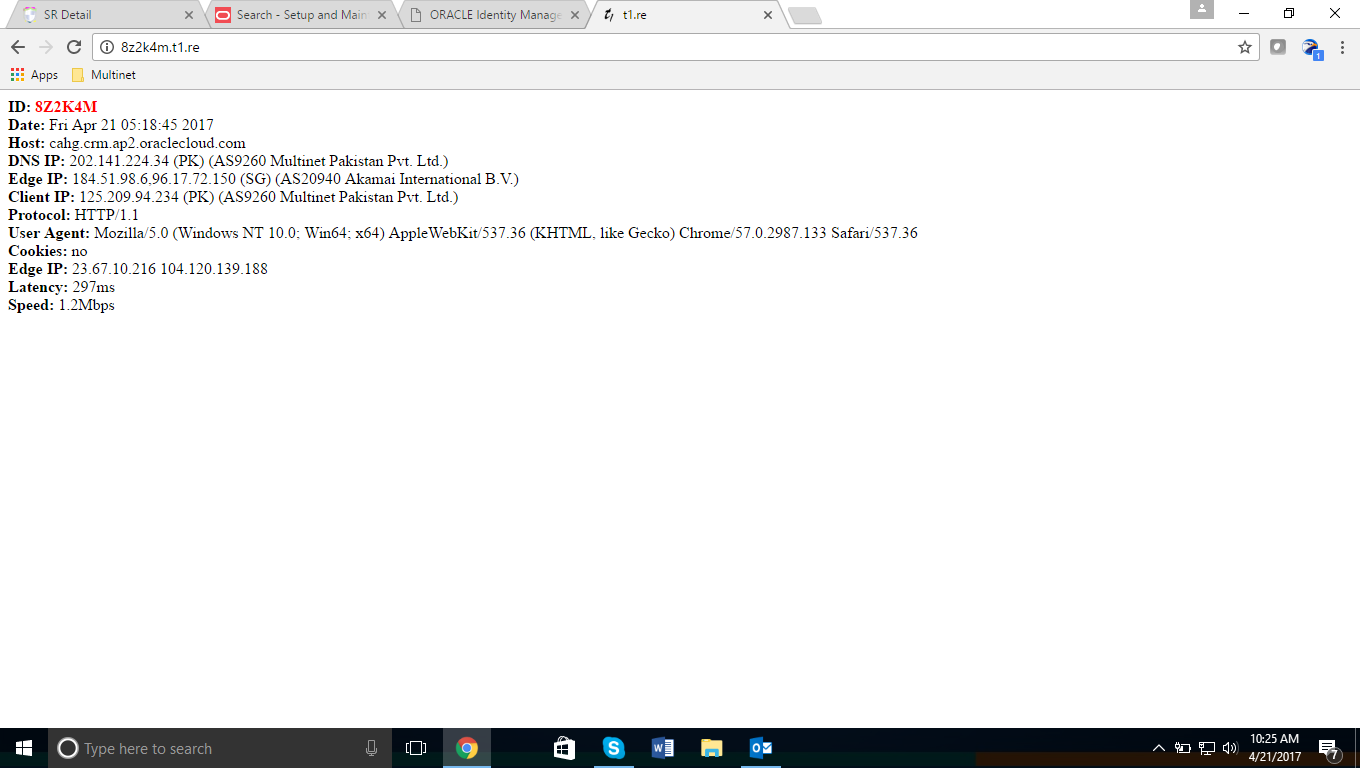 SR Detail
Search - Setup and Main
ORACLE Identity Manage
t1.re
8z2k4m.t1.re
1
Apps
Multinet
ID: 8Z2K4M
Date: Fri Apr 21 05:18:45 2017
Host: cahg.crm.ap2.oraclecloud.com
DNS IP: 202.141.224.34 (PK) (AS9260 Multinet Pakistan Pvt. Ltd.)
Edge IP: 184.51.98.6,96.17.72.150 (SG) (AS20940 Akamai International B.V.)
Client IP: 125.209.94.234 (PK) (AS9260 Multinet Pakistan Pvt. Ltd.)
Protocol: HTTP/1.1
User Agent: Mozilla/5.0 (Windows NT 10.0; Win64; x64) AppleWebKit/537.36 (KHTML, like Gecko) Chrome/57.0.2987.133 Safari/537.36
Cookies: no
Edge IP: 23.67.10.216 104.120.139.188
Latency: 297ms
Speed: 1.2Mbps
Type here to search
10:25 AM
4/21/2017
7